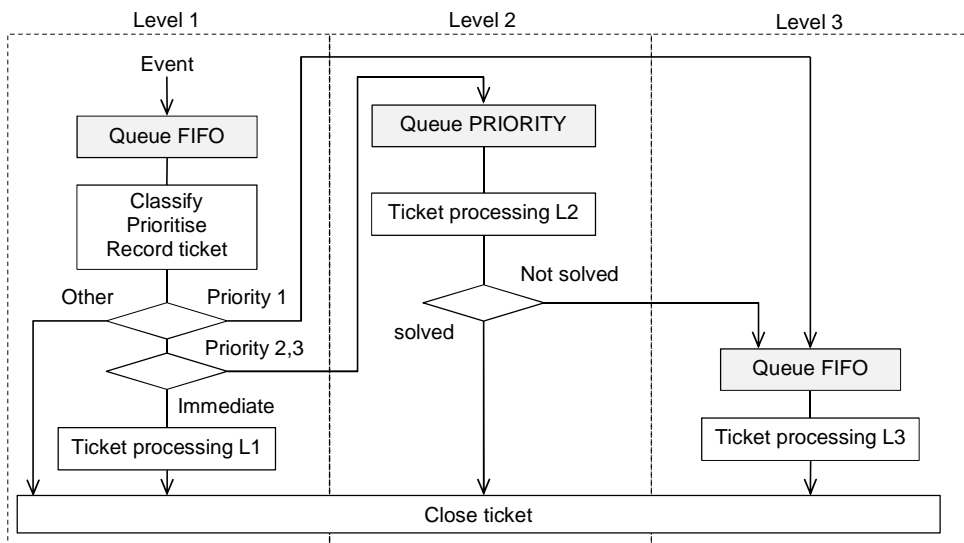 Level 1
Level 2
Level 3
Event
Queue FIFO
Queue PRIORITY
Classify
Prioritise
Record ticket
Ticket processing L2
Other
Priority 1
Not solved
solved
Priority 2,3
Queue FIFO
Immediate
Ticket processing L1
Ticket processing L3
Close ticket